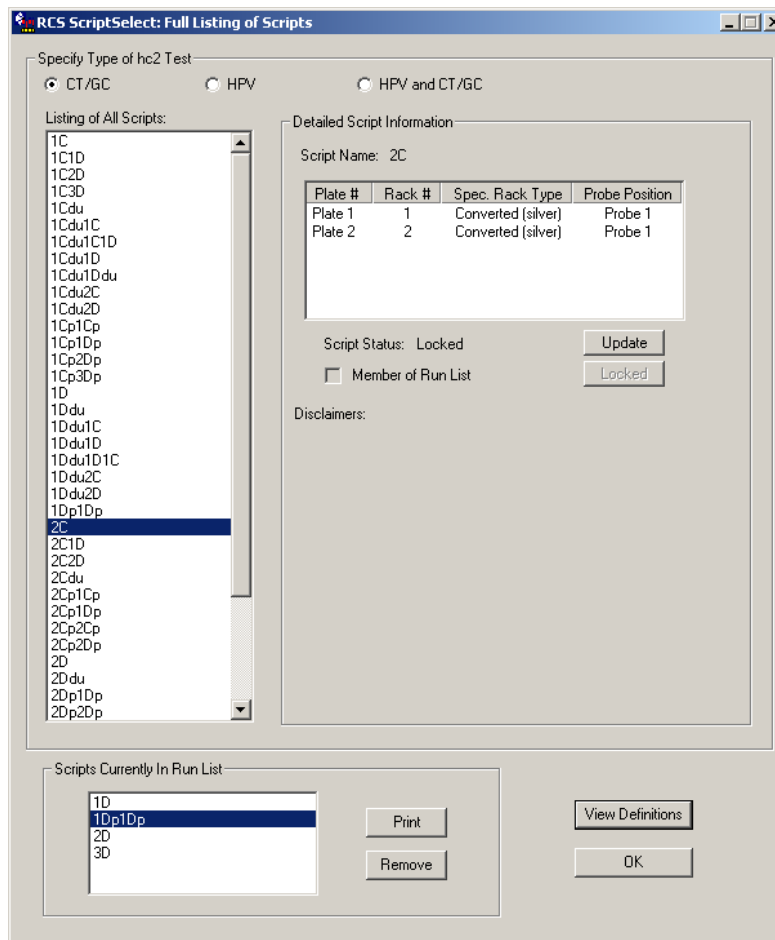 RCS ScriptSelect: Full Listing of Scripts
Specify Type of hc2 Test
CT/GC HPV HPV and CT/GC
Listing of All Scripts:
1C
1C1D
1C2D
1C3D
1Cdu
1Cdu1C
1Cdu1C1D
1Cdu1D
1Cdu1Ddu
1Cdu2C
1Cdu2D
1Cp1Cp
1Cp1Dp
1Cp2Dp
1Cp3Dp
1D
1Ddu
1Ddu1C
1Ddu1D
1Ddu1D1C
1Ddu2C
1Ddu2D
1Dp1Dp
2C
2C1D
2C2D
2Cdu
2Cp1Cp
2Cp1Dp
2Cp2Cp
2Cp2Dp
2D
2Ddu
2Dp1Dp
2Dp2Dp
Detailed Script Information
Script Name: 2C
Plate # Rack # Spec. Rack Type Probe Position
Plate 1 1 Converted (silver) Probe 1
Plate 2 2 Converted (silver) Probe 1
Script Status: Locked Update
Member of Run List Locked
Disclaimers:
Scripts Currently In Run List
1D
1Dp1Dp
2D
3D
Print
Remove
View Definitions
OK